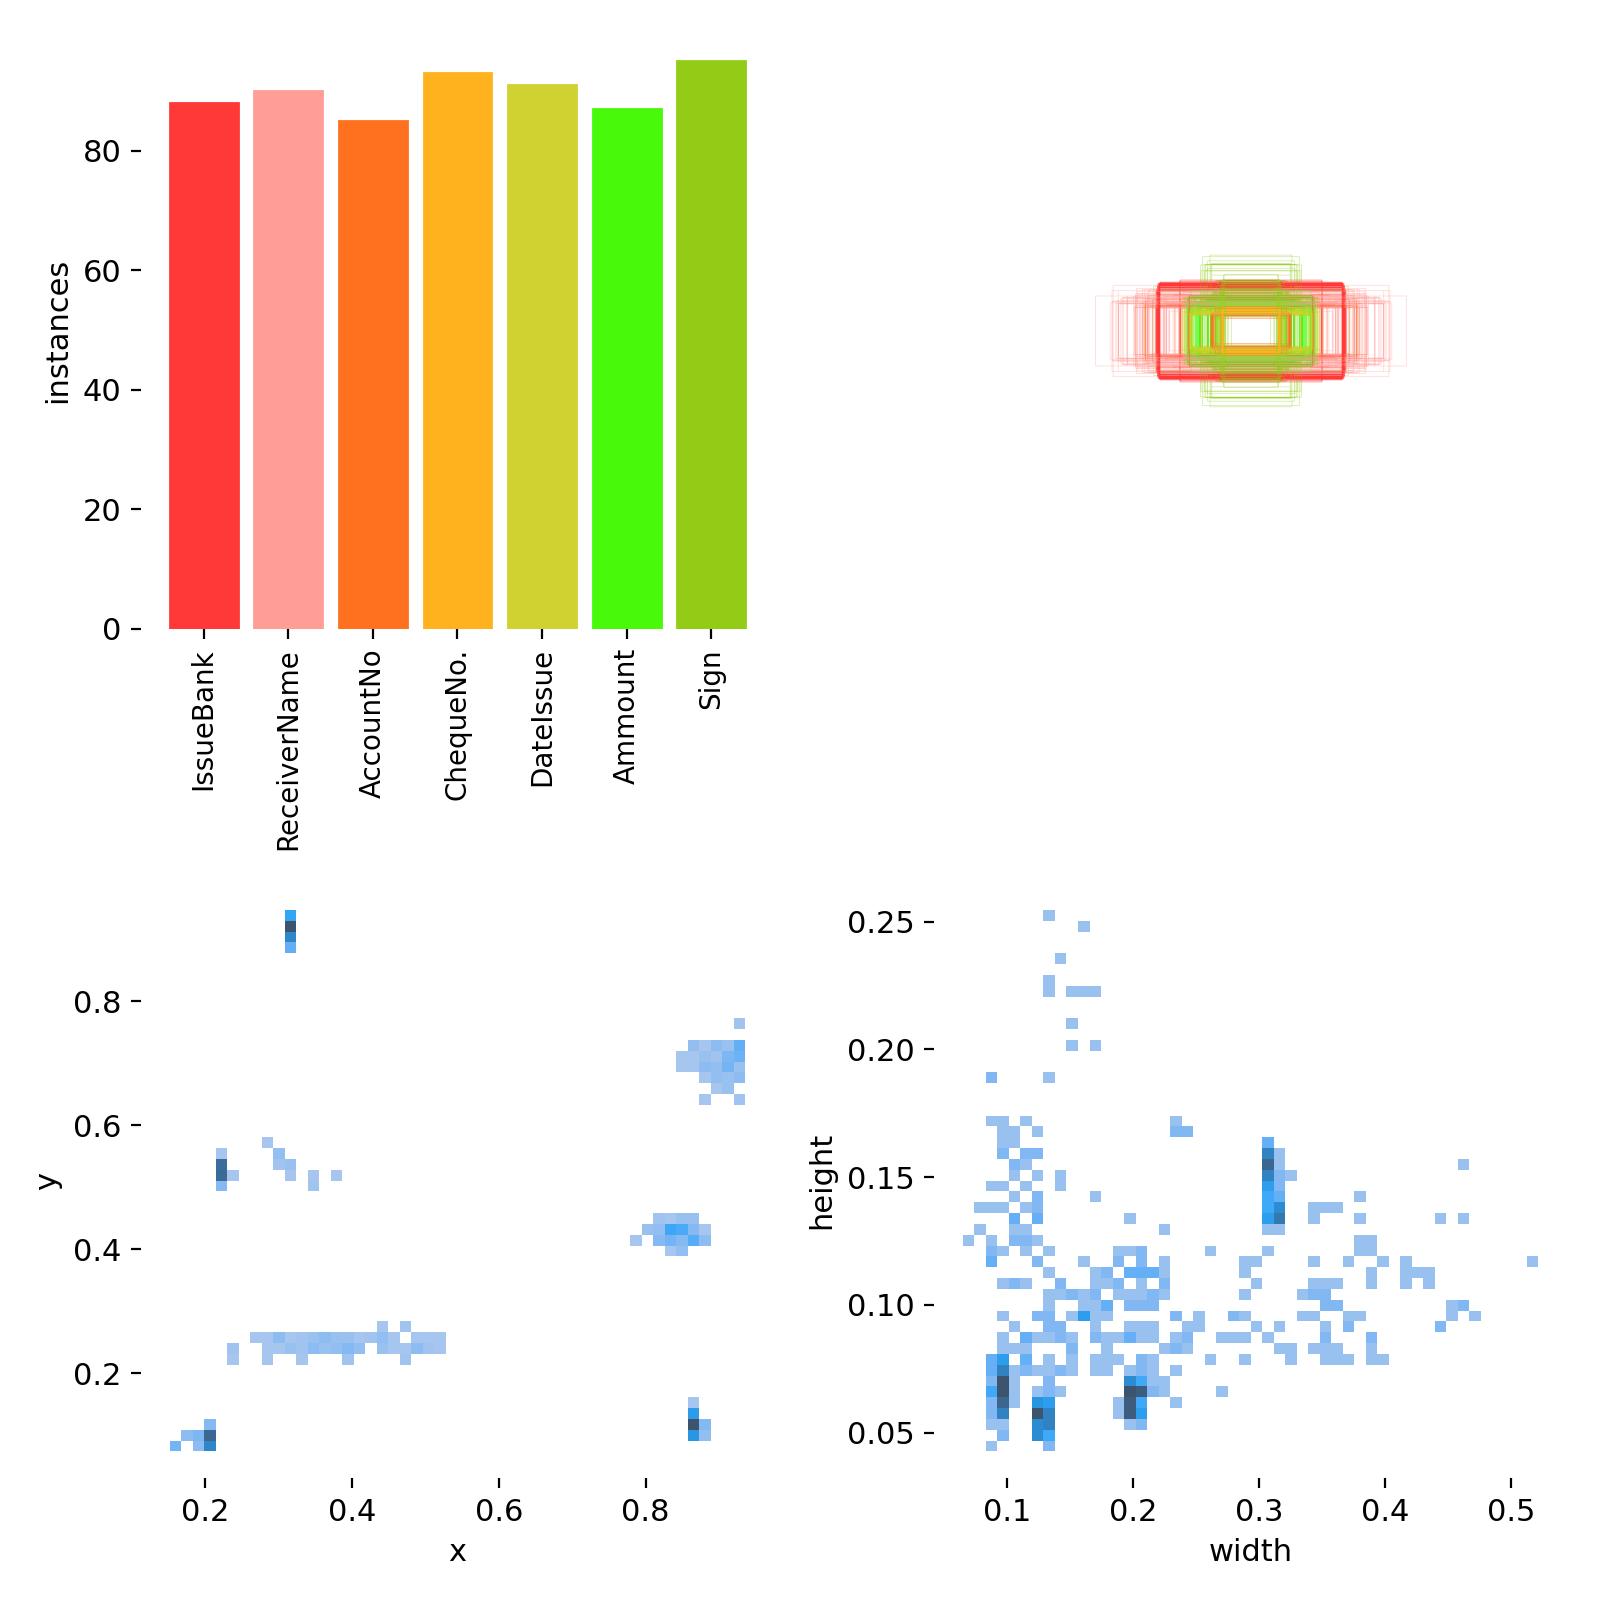 instances
80
60
40
20
0
IssueBank
ReceiverName
AccountNo
ChequeNo.
DateIssue
Ammount
Sign
y
0.8
0.6
0.4
0.2
0.2 0.4 0.6 0.8
x
height
0.25
0.20
0.15
0.10
0.05
0.1 0.2 0.3 0.4 0.5
width